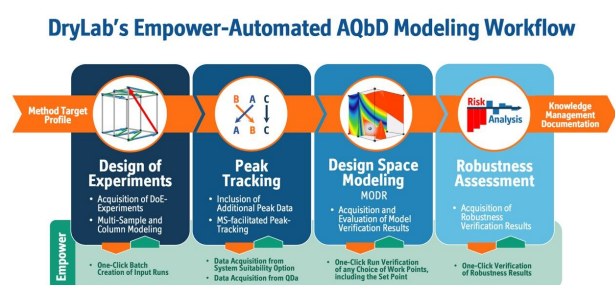 DryLab's Empower-Automated AQbD Modeling Workflow
Method Target
Profile
B A C
A B C
Risk
Analysis
Knowledge
Management
Documentation
Design of
Experiments
• Acquisition of DoE-
Experiments
• Multi-Sample and
Column Modeling
Peak
Tracking
• Inclusion of
Additional Peak Data
• MS-facilitated Peak-
Tracking
Design Space
Modeling
MODR
• Acquisition and
Evaluation of Model
Verification Results
Robustness
Assessment
• Acquisition of
Robustness
Verification Results
Empower
• One-Click Batch
Creation of Input Runs
• Data Acquisition from
System Suitability Option
• Data Acquisition from QDa
• One-Click Run Verification
of any Choice of Work Points,
including the Set Point
• One-Click Verification
of Robustness Results